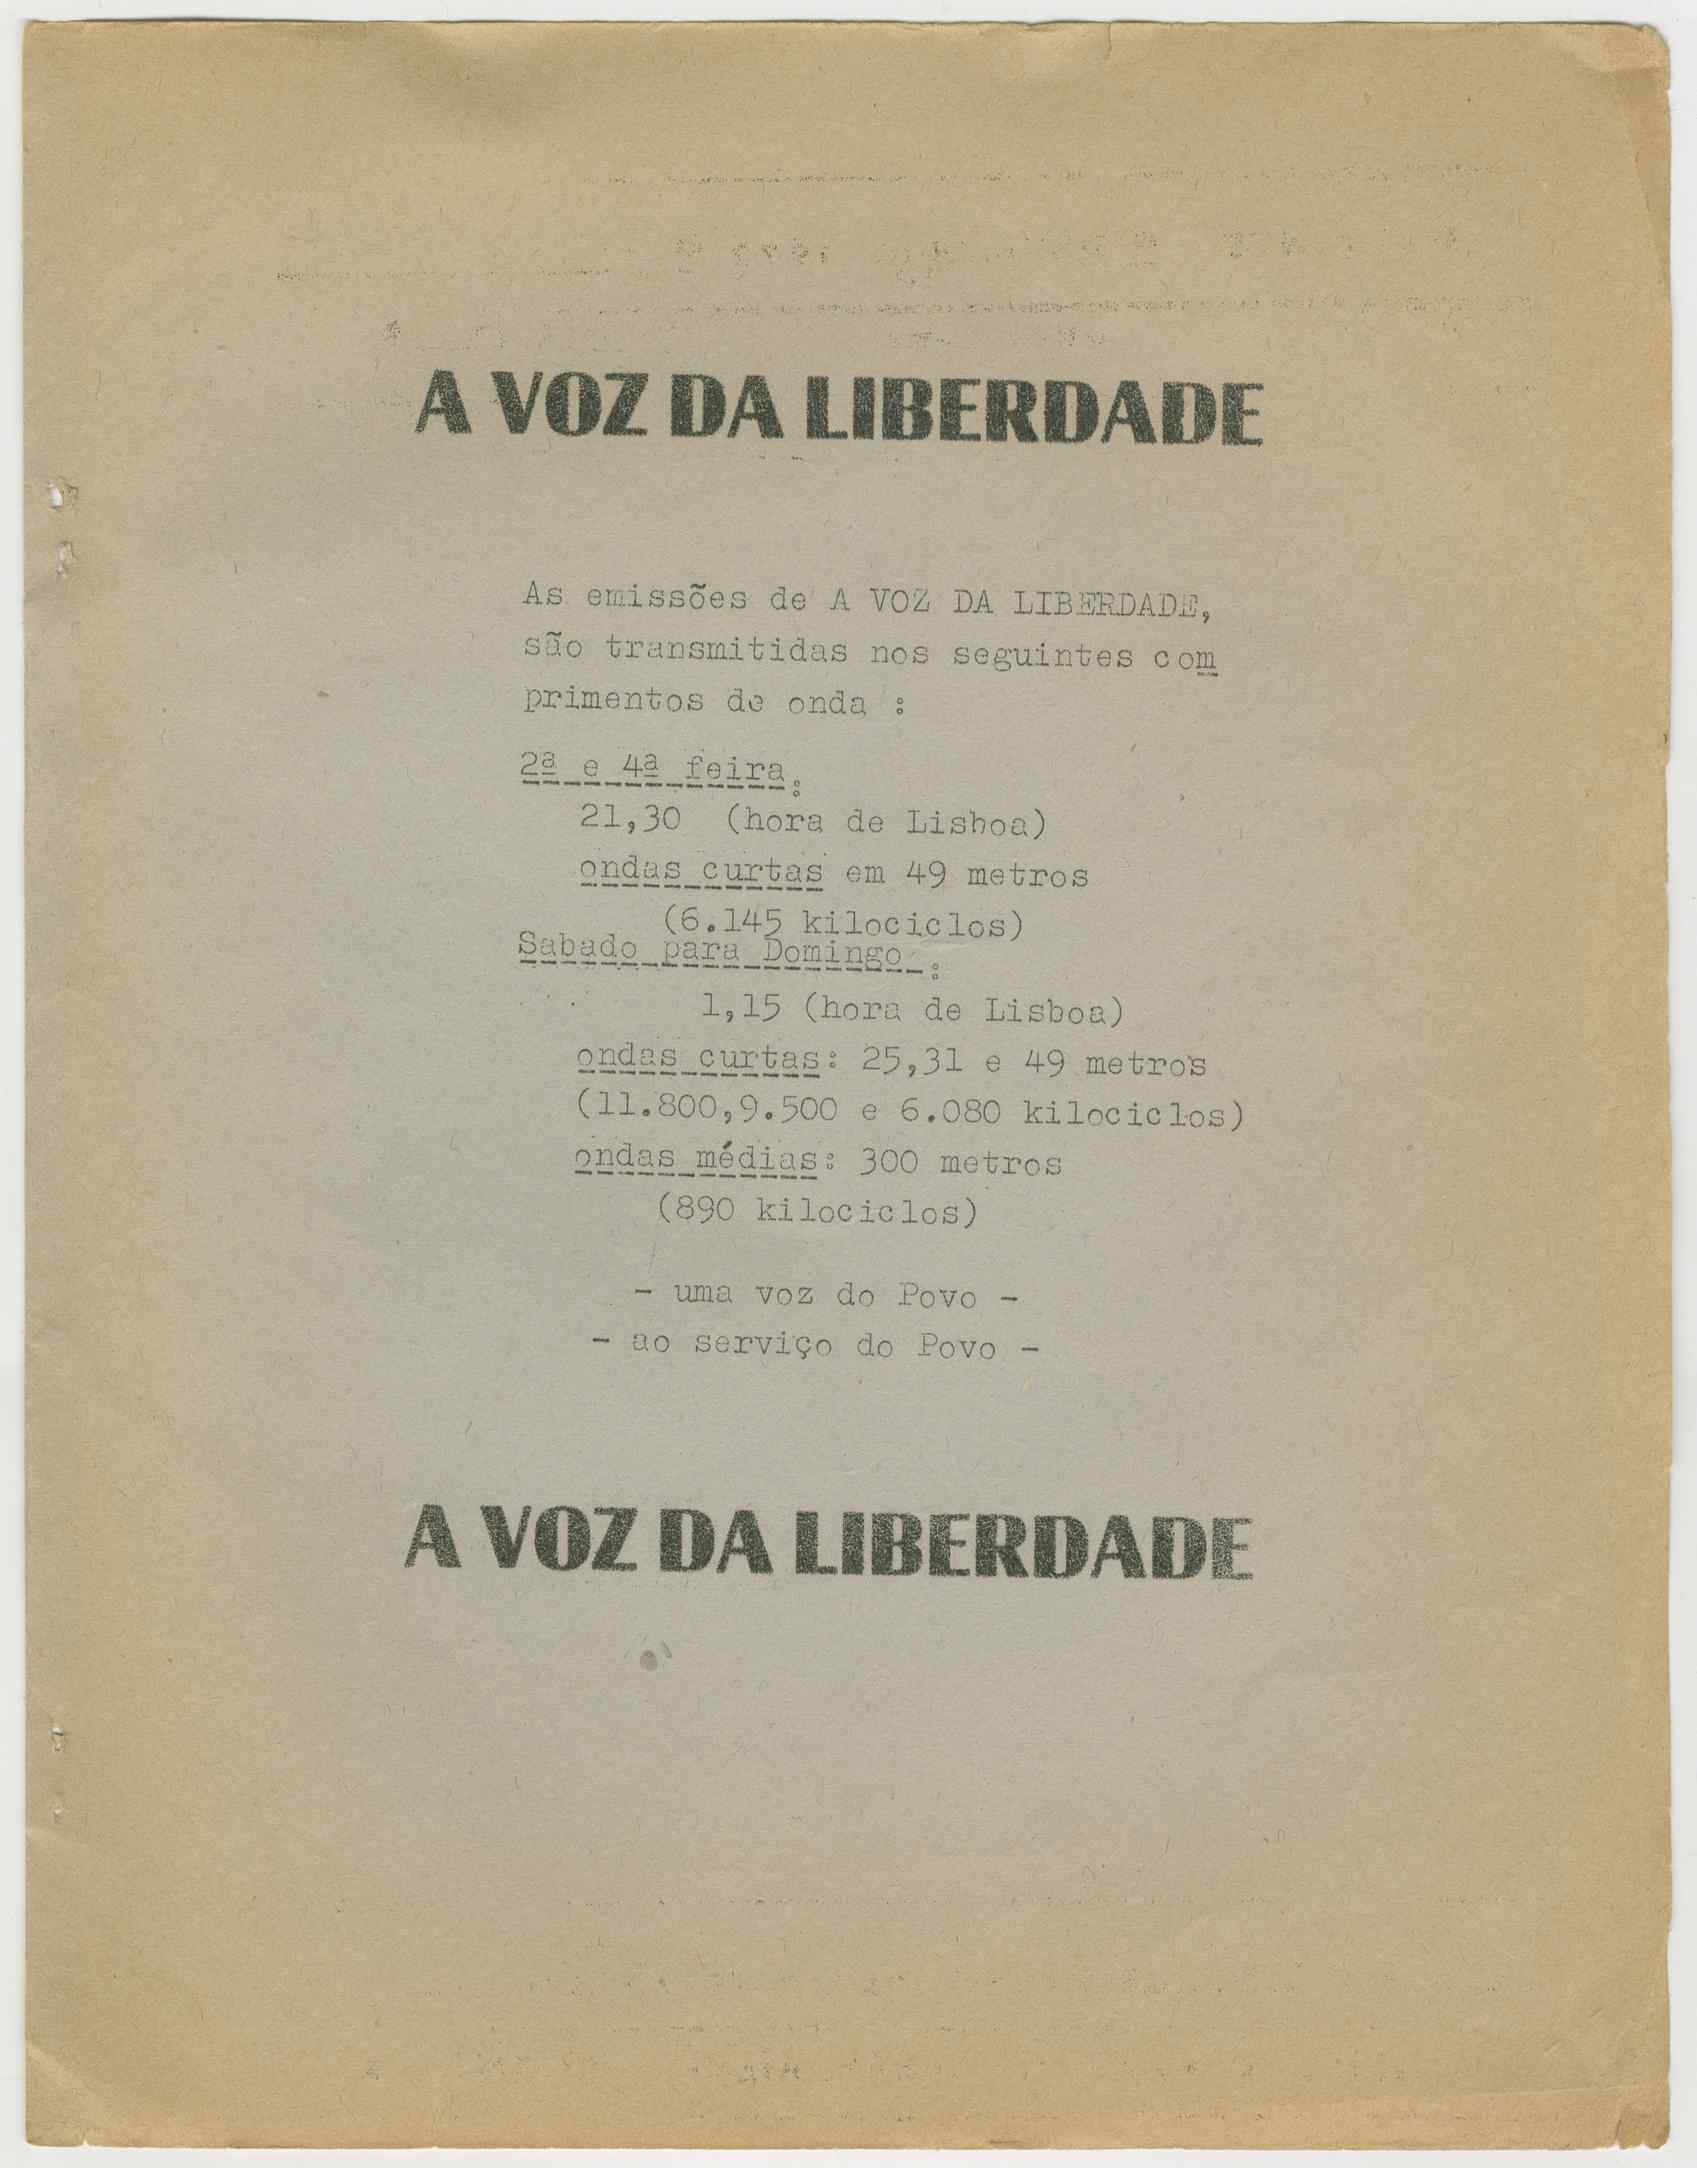 A VOZ DA LIBERDADE
As emissões de A VOZ DA LIBERDADE,
são transmitidas nos seguintes com
primentos de onda :
2ª e 4ª feira:
21,30 (hora de Lisboa)
ondas curtas em 49 metros
(6.145 kilociclos)
Sabado para Domingo :
1,15 (hora de Lisboa)
ondas curtas: 25,31 e 49 metros
(11.800,9.500 e 6.080 kilociclos)
ondas médias: 300 metros
(890 kilociclos)
- uma voz do Povo -
- ao serviço do Povo -
A VOZ DA LIBERDADE